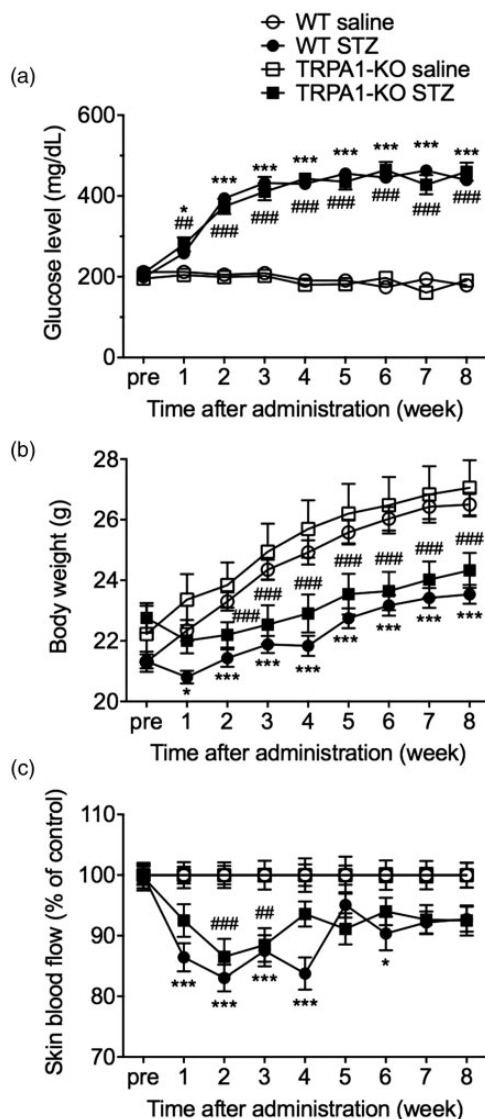 WT saline
WT STZ
TRPA1-KO saline
TRPA1-KO STZ
(a)
Glucose level (mg/dL)
600
400
200
0
*
##
***
###
***
###
***
###
***
###
***
###
***
###
***
###
pre 1 2 3 4 5 6 7 8
Time after administration (week)
(b)
Body weight (g)
28
26
24
22
20
### ### ### ### ### ### ###
* *** *** *** *** *** *** ***
pre 1 2 3 4 5 6 7 8
Time after administration (week)
(c)
Skin blood flow (% of control)
110
100
90
80
70
### ##
*** *** *** *** *
pre 1 2 3 4 5 6 7 8
Time after administration (week)